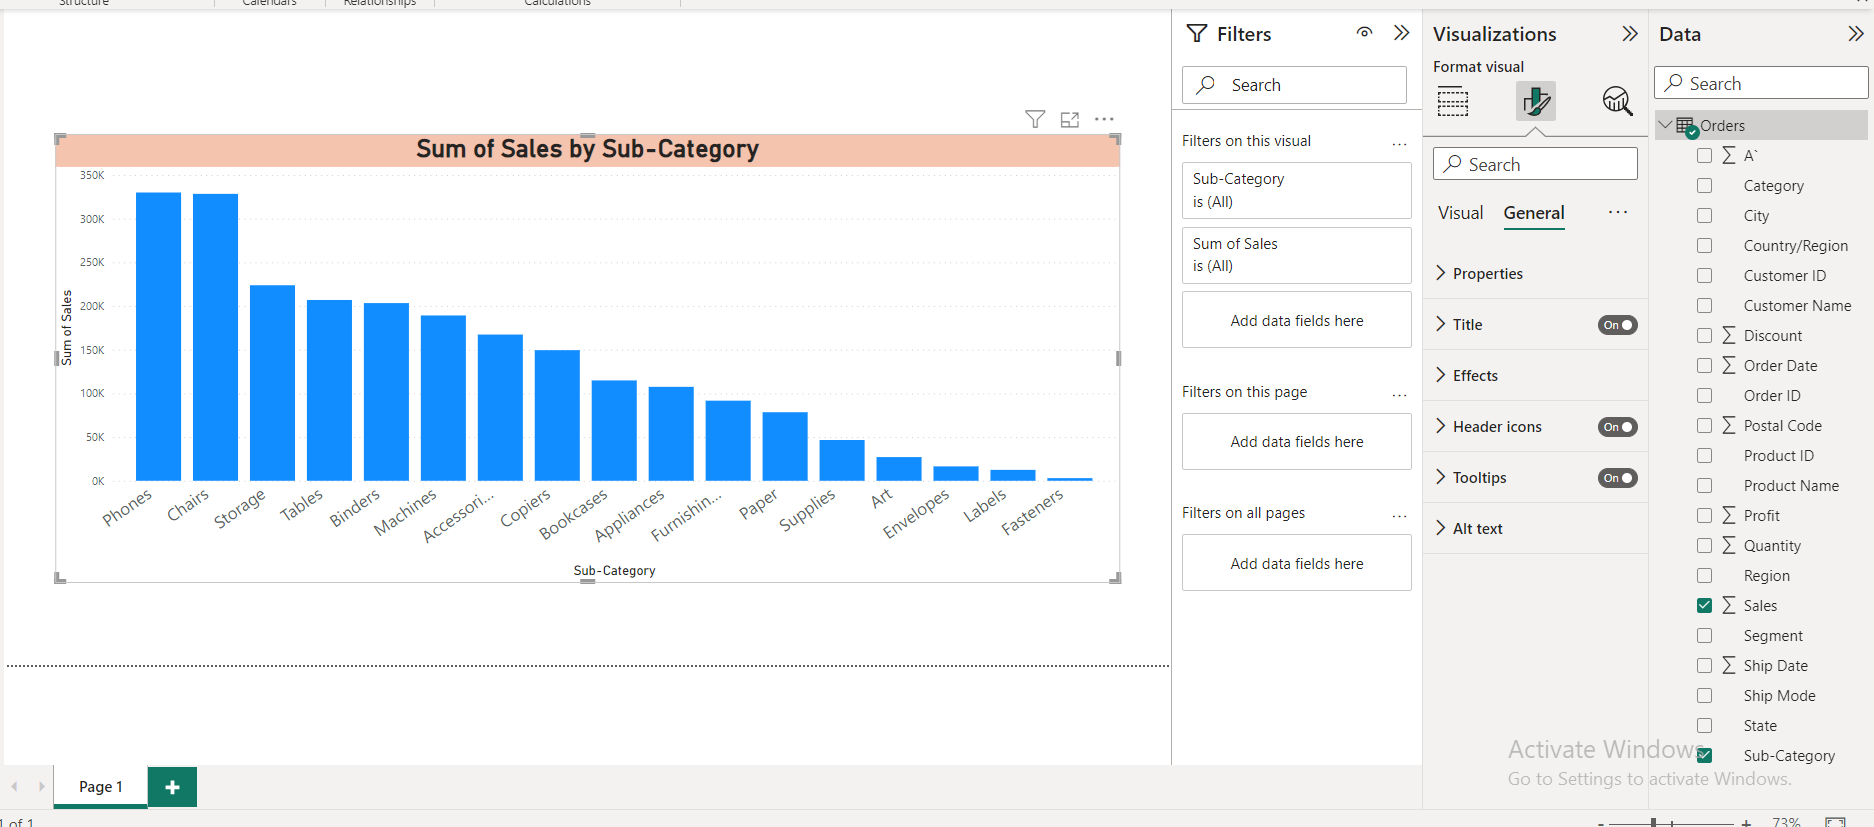 Structure
Calendars
Relationships
Calculations
Sum of Sales by Sub-Category
350K
300K
250K
200K
150K
100K
50K
0K
Sum of Sales
Phones
Chairs
Storage
Tables
Binders
Machines
Accessori...
Copiers
Bookcases
Appliances
Furnishin...
Paper
Supplies
Art
Envelopes
Labels
Fasteners
Sub-Category
Page 1
1 of 1
Filters
Search
Filters on this visual
Sub-Category
is (All)
Sum of Sales
is (All)
Add data fields here
Filters on this page
Add data fields here
Filters on all pages
Add data fields here
Visualizations
Format visual
Search
Visual General
Properties
Title On
Effects
Header icons On
Tooltips On
Alt text
Data
Search
Orders
A`
Category
City
Country/Region
Customer ID
Customer Name
Discount
Order Date
Order ID
Postal Code
Product ID
Product Name
Profit
Quantity
Region
Sales
Segment
Ship Date
Ship Mode
State
Sub-Category
Activate Windows
Go to Settings to activate Windows.
73%